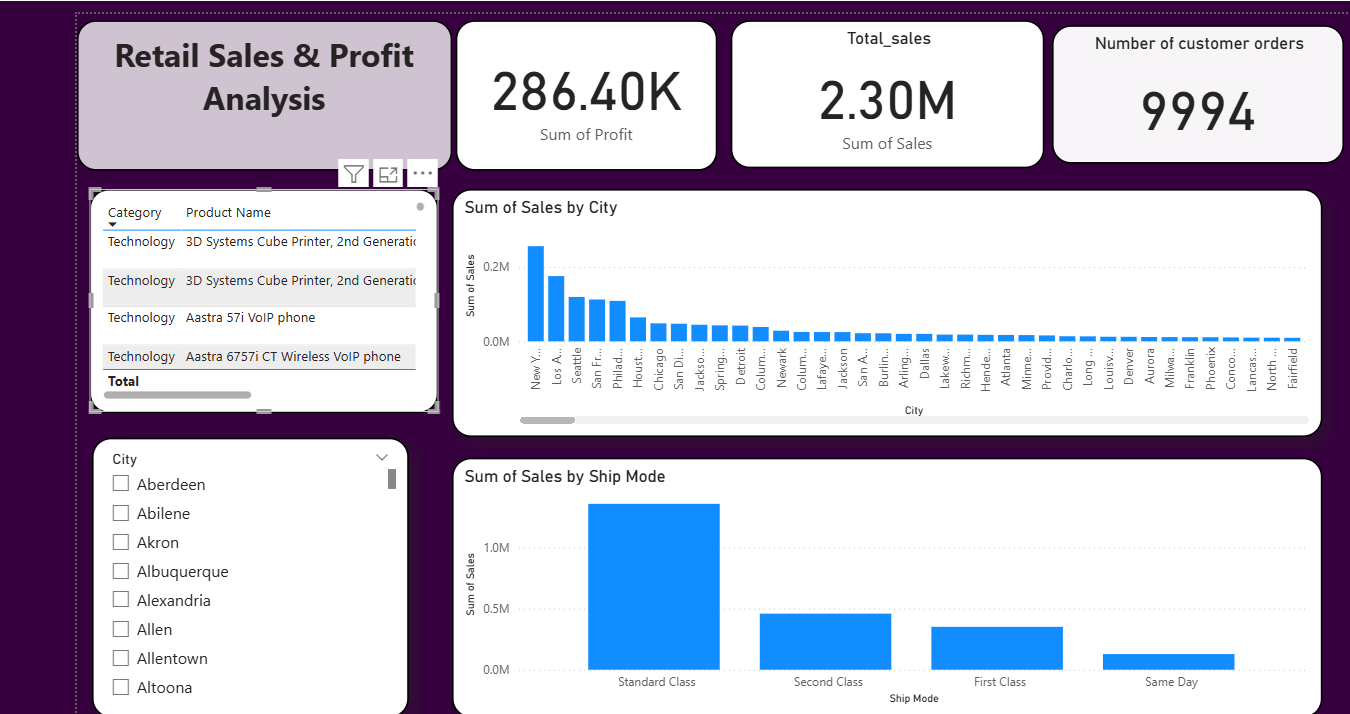 Retail Sales & Profit
Analysis
286.40K
Sum of Profit
Total_sales
2.30M
Sum of Sales
Number of customer orders
9994
Category Product Name
Technology 3D Systems Cube Printer, 2nd Generatic
Technology 3D Systems Cube Printer, 2nd Generatic
Technology Aastra 57i VoIP phone
Technology Aastra 6757i CT Wireless VoIP phone
Total
Sum of Sales by City
Sum of Sales
0.2M
0.0M
New Y...
Los A...
Seattle
San Fr...
Philad...
Houst...
Chicago
San Di...
Jackso...
Spring...
Detroit
Colum...
Newark
Colum...
Lafaye...
Jackson
San A...
Burlin...
Arling...
Dallas
Lakew...
Richm...
Hende...
Atlanta
Minne...
Provid...
Charlo...
Long ...
Louisv...
Denver
Aurora
Milwa...
Franklin
Phoenix
Conco...
Lancas...
North ...
Fairfield
City
City
Aberdeen
Abilene
Akron
Albuquerque
Alexandria
Allen
Allentown
Altoona
Sum of Sales by Ship Mode
Sum of Sales
1.0M
0.5M
0.0M
Standard Class
Second Class
First Class
Same Day
Ship Mode